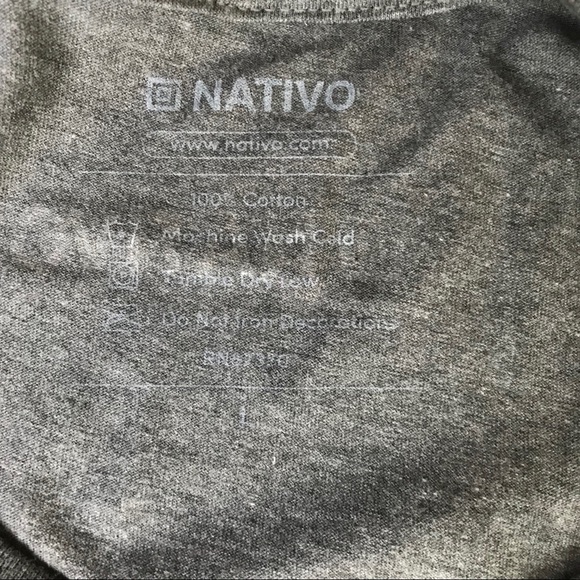 NATIVO
www.nativo.com
100% Cotton
Machine Wash Cold
Tumble Dry Low
Do Not Iron Decorations